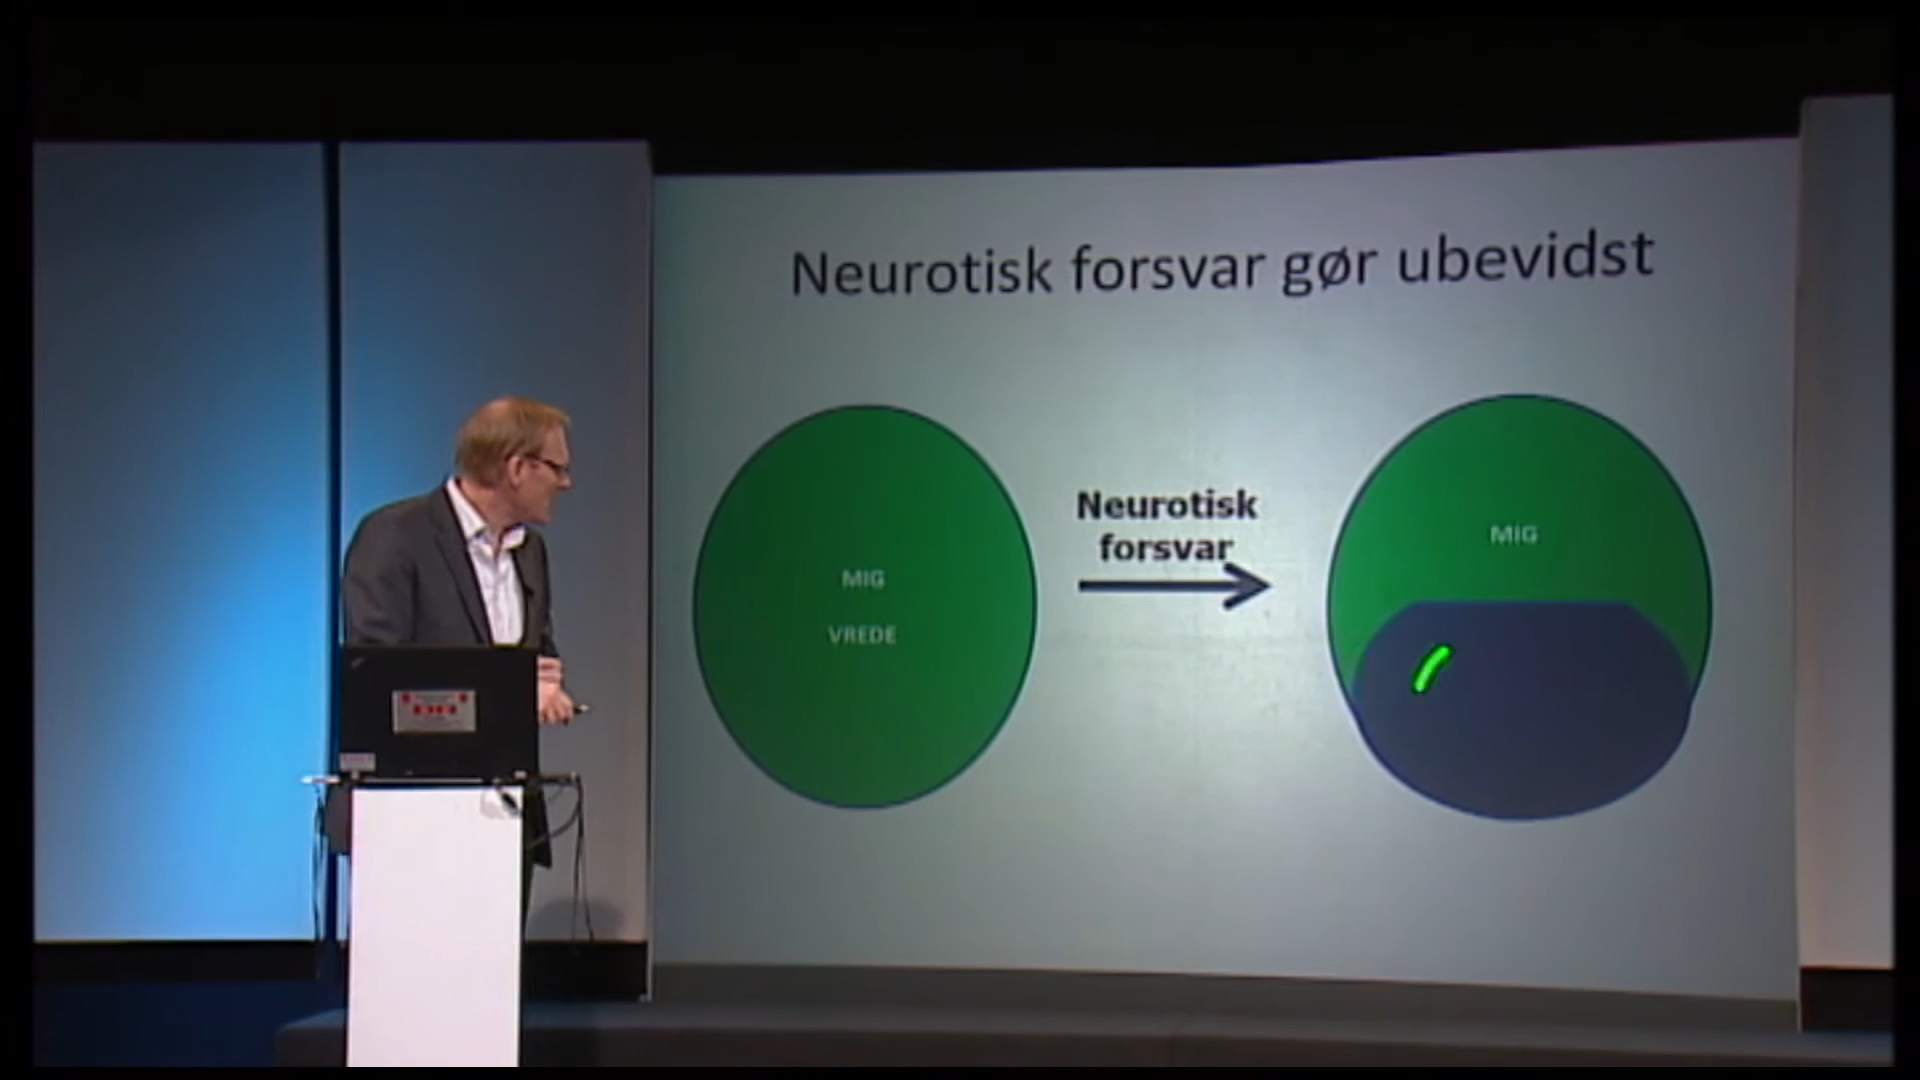 Neurotisk forsvar gør ubevidst
MIG
VREDE
Neurotisk
forsvar
MIG